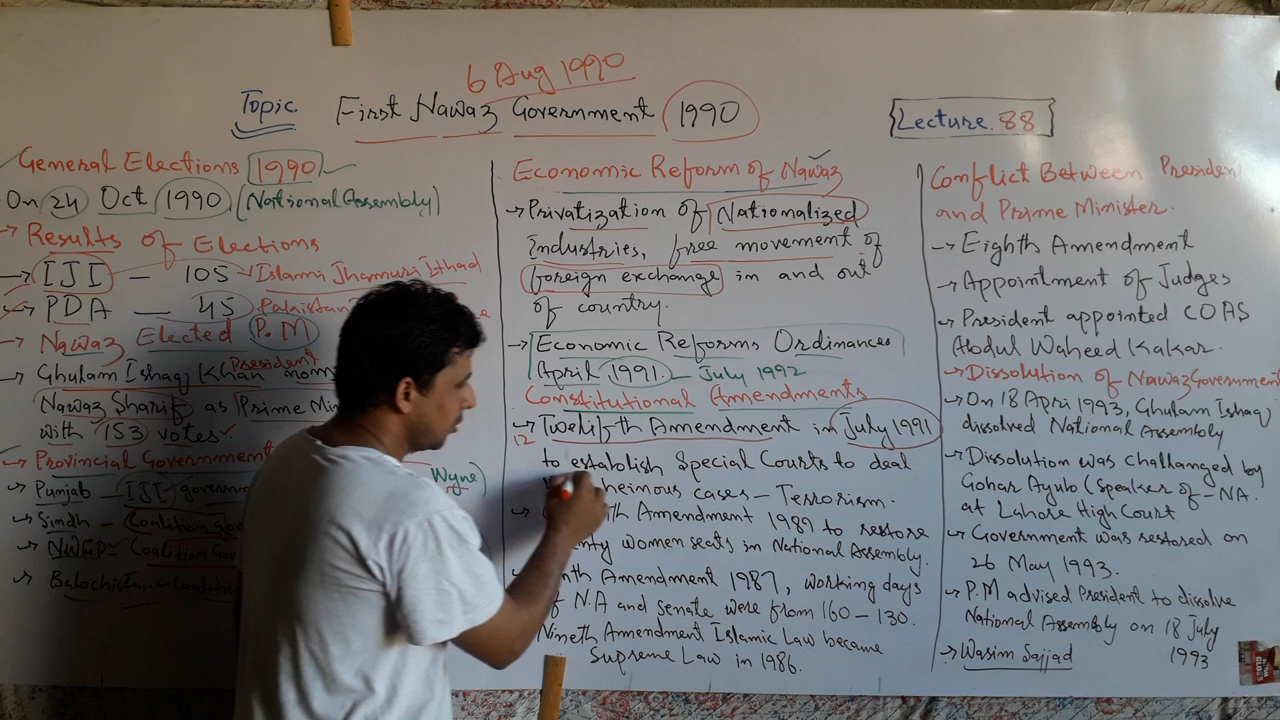 6 Aug 1990
Topic First Nawaz Government 1990
Lecture. 88
General Elections 1990
On 24 Oct 1990 (National Assembly)
→ Results of Elections
→ IJI — 105 → Islami Jhamuri Itihad
→ PDA — 45
→ Nawaz Elected P.M
President
→ Ghulam Ishaq Khan
Nawaz Sharif as Prime
with 153 votes
Provincial Government
Wyne)
→ Punjab – IJI
→ Sindh – Coalition
→ NWFP – Coalition
→ Balochistan – Coalition
Economic Reform of Nawaz
→ Privatization of Nationalized
Industries, free movement of
foreign exchange in and out
of country.
→ Economic Reforms Ordinances
April 1991 – July 1992
Constitutional Amendments
→ Twelfth Amendment in July 1991
12
to establish Special Courts to deal
heinous cases – Terrorism.
Amendment 1989 to restore
women seats in National Assembly.
Amendment 1987, working days
of N.A and Senate were from 160 – 130.
Nineth Amendment Islamic Law became
Supreme Law in 1986.
Conflict Between Presiden
and Prime Minister.
→ Eighth Amendment
→ Appointment of Judges
→ President appointed COAS
Abdul Waheed Kakar.
→ Dissolution of Nawaz Government
→ On 18 Apri 1993, Ghulam Ishaq
dissolved National Assembly
→ Dissolution was challanged by
Gohar Ayub (Speaker of – NA.
at Lahore High Court
→ Government was restored on
26 May 1993.
→ P.M advised President to dissolve
National Assembly on 18 July
1993
→ Wasim Sajjad